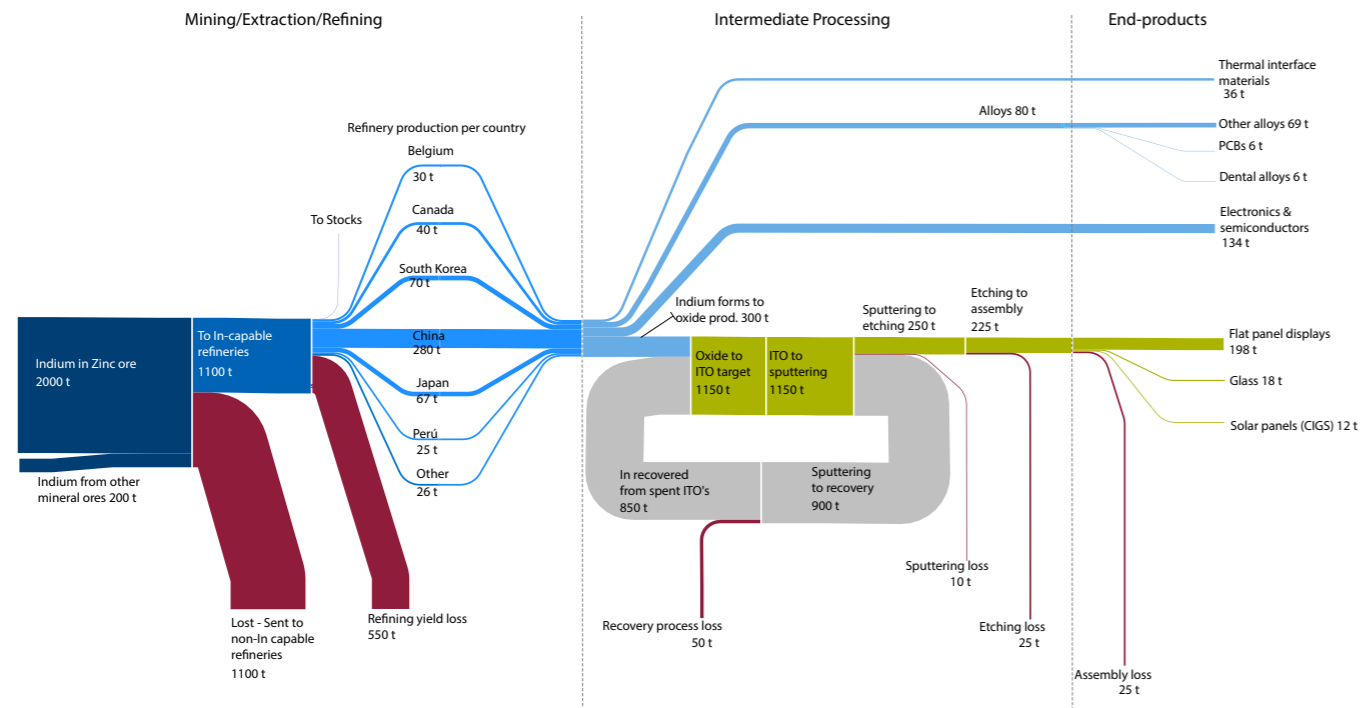 Mining/Extraction/Refining
Intermediate Processing
End-products
Thermal interface
materials
36 t
Alloys 80 t
Other alloys 69 t
PCBs 6 t
Dental alloys 6 t
Electronics &
semiconductors
134 t
Refinery production per country
Belgium
30 t
Canada
40 t
To Stocks
South Korea
70 t
China
280 t
Japan
67 t
Perú
25 t
Other
26 t
Indium in Zinc ore
2000 t
To In-capable
refineries
1100 t
Indium from other
mineral ores 200 t
Lost - Sent to
non-In capable
refineries
1100 t
Refining yield loss
550 t
Indium forms to
oxide prod. 300 t
Oxide to
ITO target
1150 t
ITO to
sputtering
1150 t
Sputtering to
etching 250 t
Etching to
assembly
225 t
Flat panel displays
198 t
Glass 18 t
Solar panels (CIGS) 12 t
In recovered
from spent ITO's
850 t
Sputtering
to recovery
900 t
Recovery process loss
50 t
Sputtering loss
10 t
Etching loss
25 t
Assembly loss
25 t